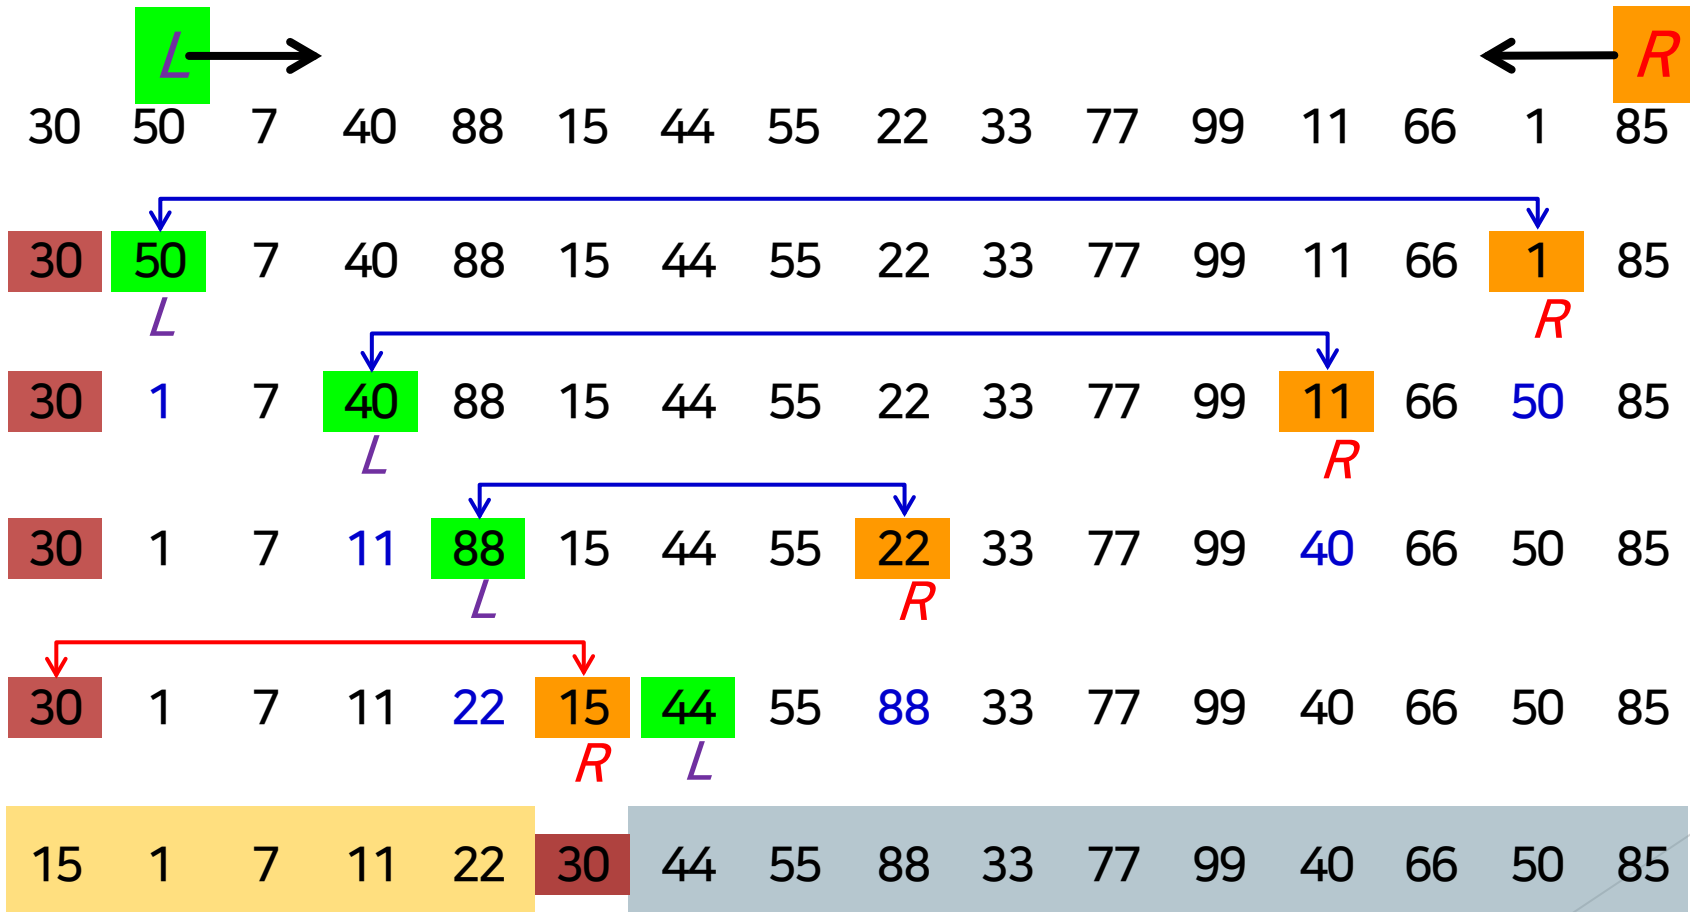 L R
30 50 7 40 88 15 44 55 22 33 77 99 11 66 1 85
30 50 7 40 88 15 44 55 22 33 77 99 11 66 1 85
L R
30 1 7 40 88 15 44 55 22 33 77 99 11 66 50 85
L R
30 1 7 11 88 15 44 55 22 33 77 99 40 66 50 85
L R
30 1 7 11 22 15 44 55 88 33 77 99 40 66 50 85
R L
15 1 7 11 22 30 44 55 88 33 77 99 40 66 50 85